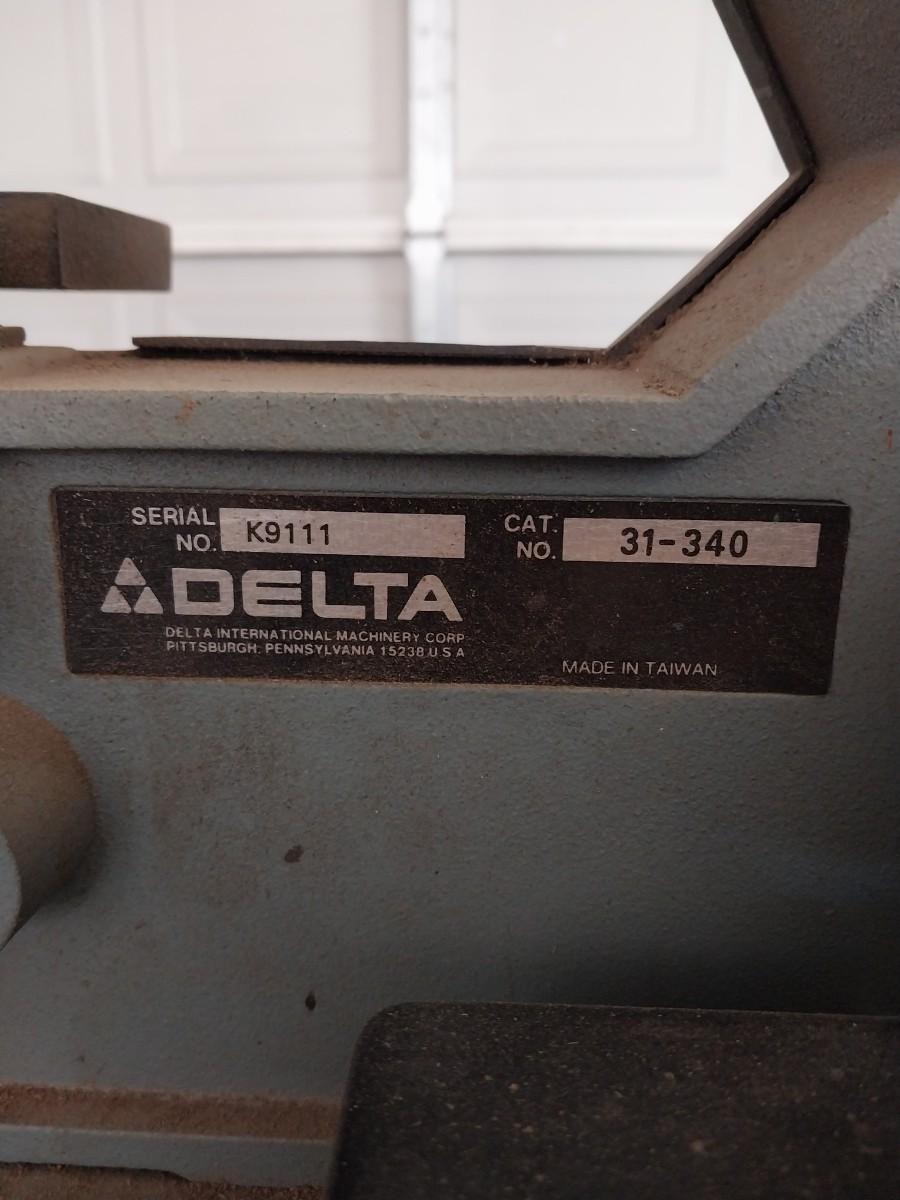 SERIAL NO. K9111
CAT. NO. 31-340
DELTA
DELTA INTERNATIONAL MACHINERY CORP
PITTSBURGH, PENNSYLVANIA 15238 U.S.A
MADE IN TAIWAN